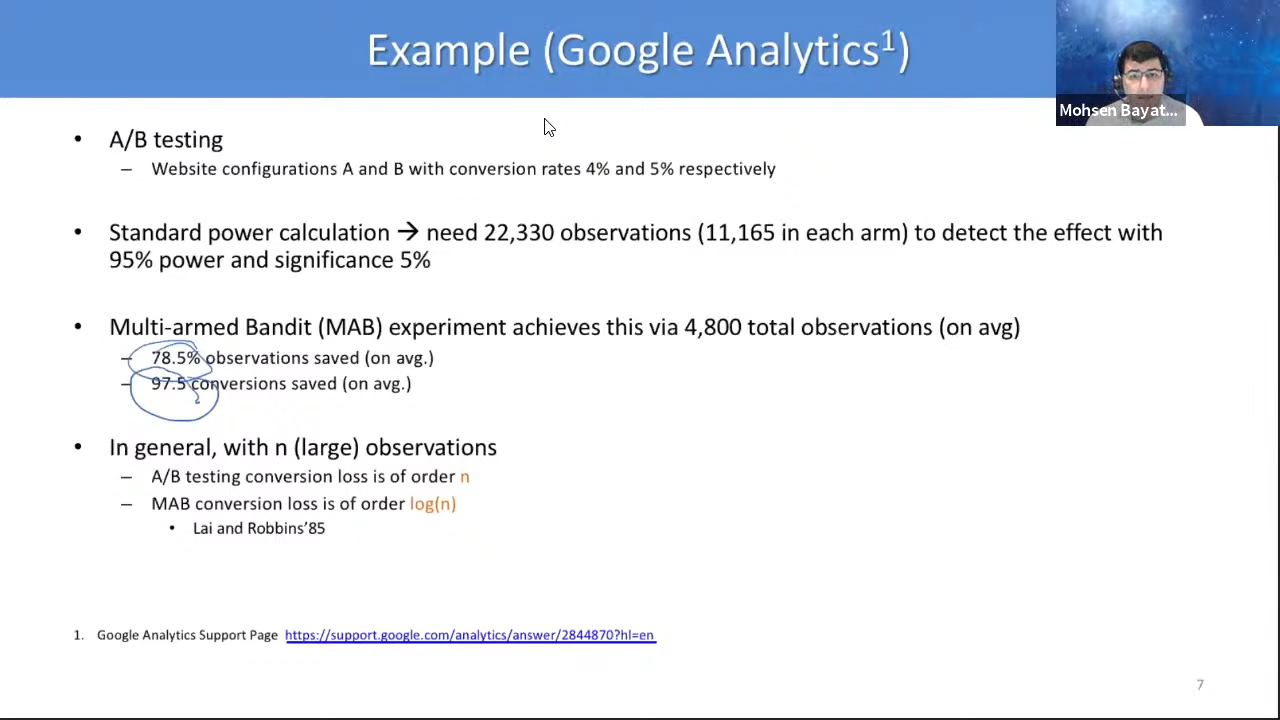 Example (Google Analytics¹)
Mohsen Bayat...
• A/B testing
– Website configurations A and B with conversion rates 4% and 5% respectively
• Standard power calculation → need 22,330 observations (11,165 in each arm) to detect the effect with
95% power and significance 5%
• Multi-armed Bandit (MAB) experiment achieves this via 4,800 total observations (on avg)
– 78.5% observations saved (on avg.)
– 97.5 conversions saved (on avg.)
• In general, with n (large) observations
– A/B testing conversion loss is of order n
– MAB conversion loss is of order log(n)
• Lai and Robbins’85
1. Google Analytics Support Page https://support.google.com/analytics/answer/2844870?hl=en
7